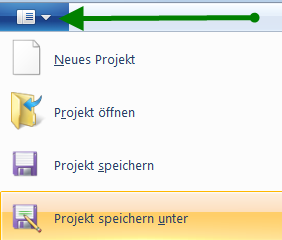 Neues Projekt
Projekt öffnen
Projekt speichern
Projekt speichern unter